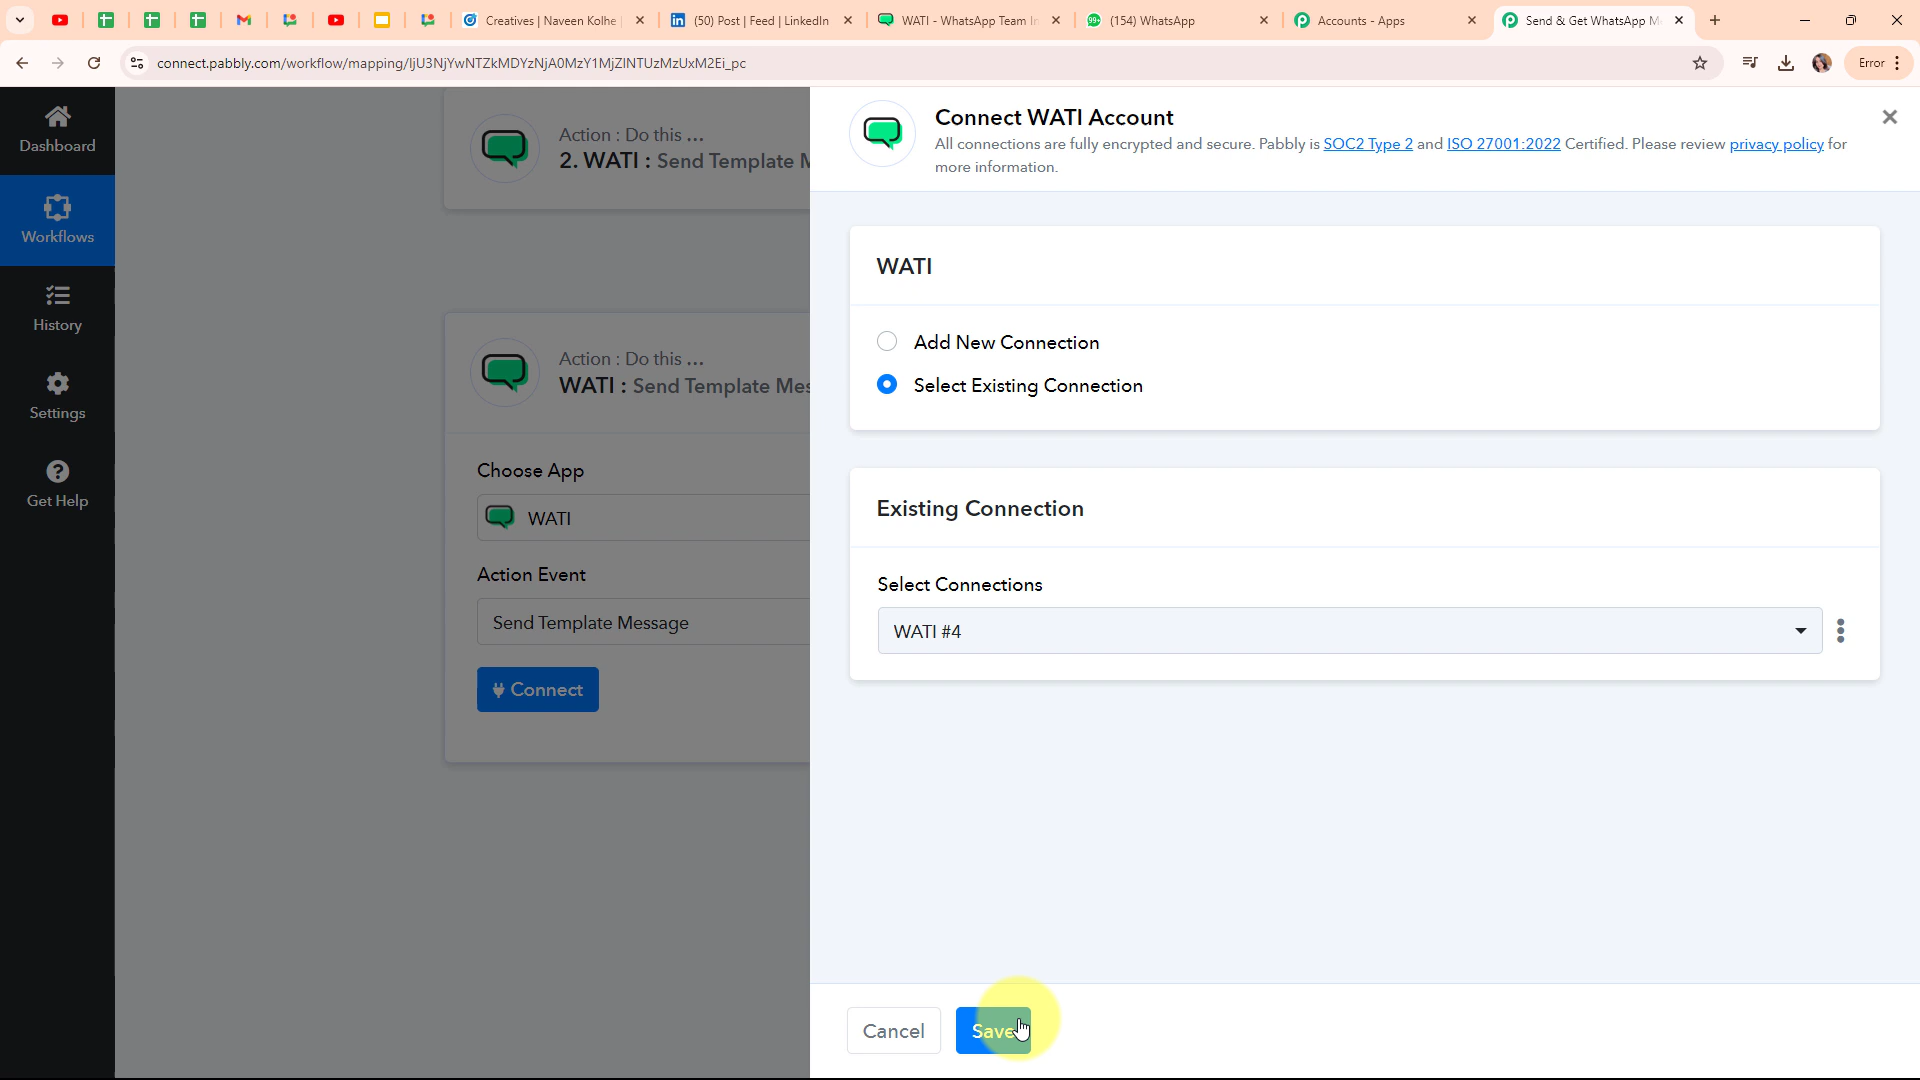 Creatives | Naveen Kolhe
(50) Post | Feed | LinkedIn
WATI - WhatsApp Team In
(154) WhatsApp
Accounts - Apps
Send & Get WhatsApp M
connect.pabbly.com/workflow/mapping/IjU3NjYwNTZkMDYzNjA0MzY1MjZlNTUzMzUxM2Ei_pc
Error
Dashboard
Workflows
History
Settings
Get Help
Action : Do this ...
2. WATI : Send Template M
Action : Do this ...
WATI : Send Template Mes
Choose App
WATI
Action Event
Send Template Message
Connect
Connect WATI Account
All connections are fully encrypted and secure. Pabbly is SOC2 Type 2 and ISO 27001:2022 Certified. Please review privacy policy for
more information.
WATI
Add New Connection
Select Existing Connection
Existing Connection
Select Connections
WATI #4
Cancel
Save